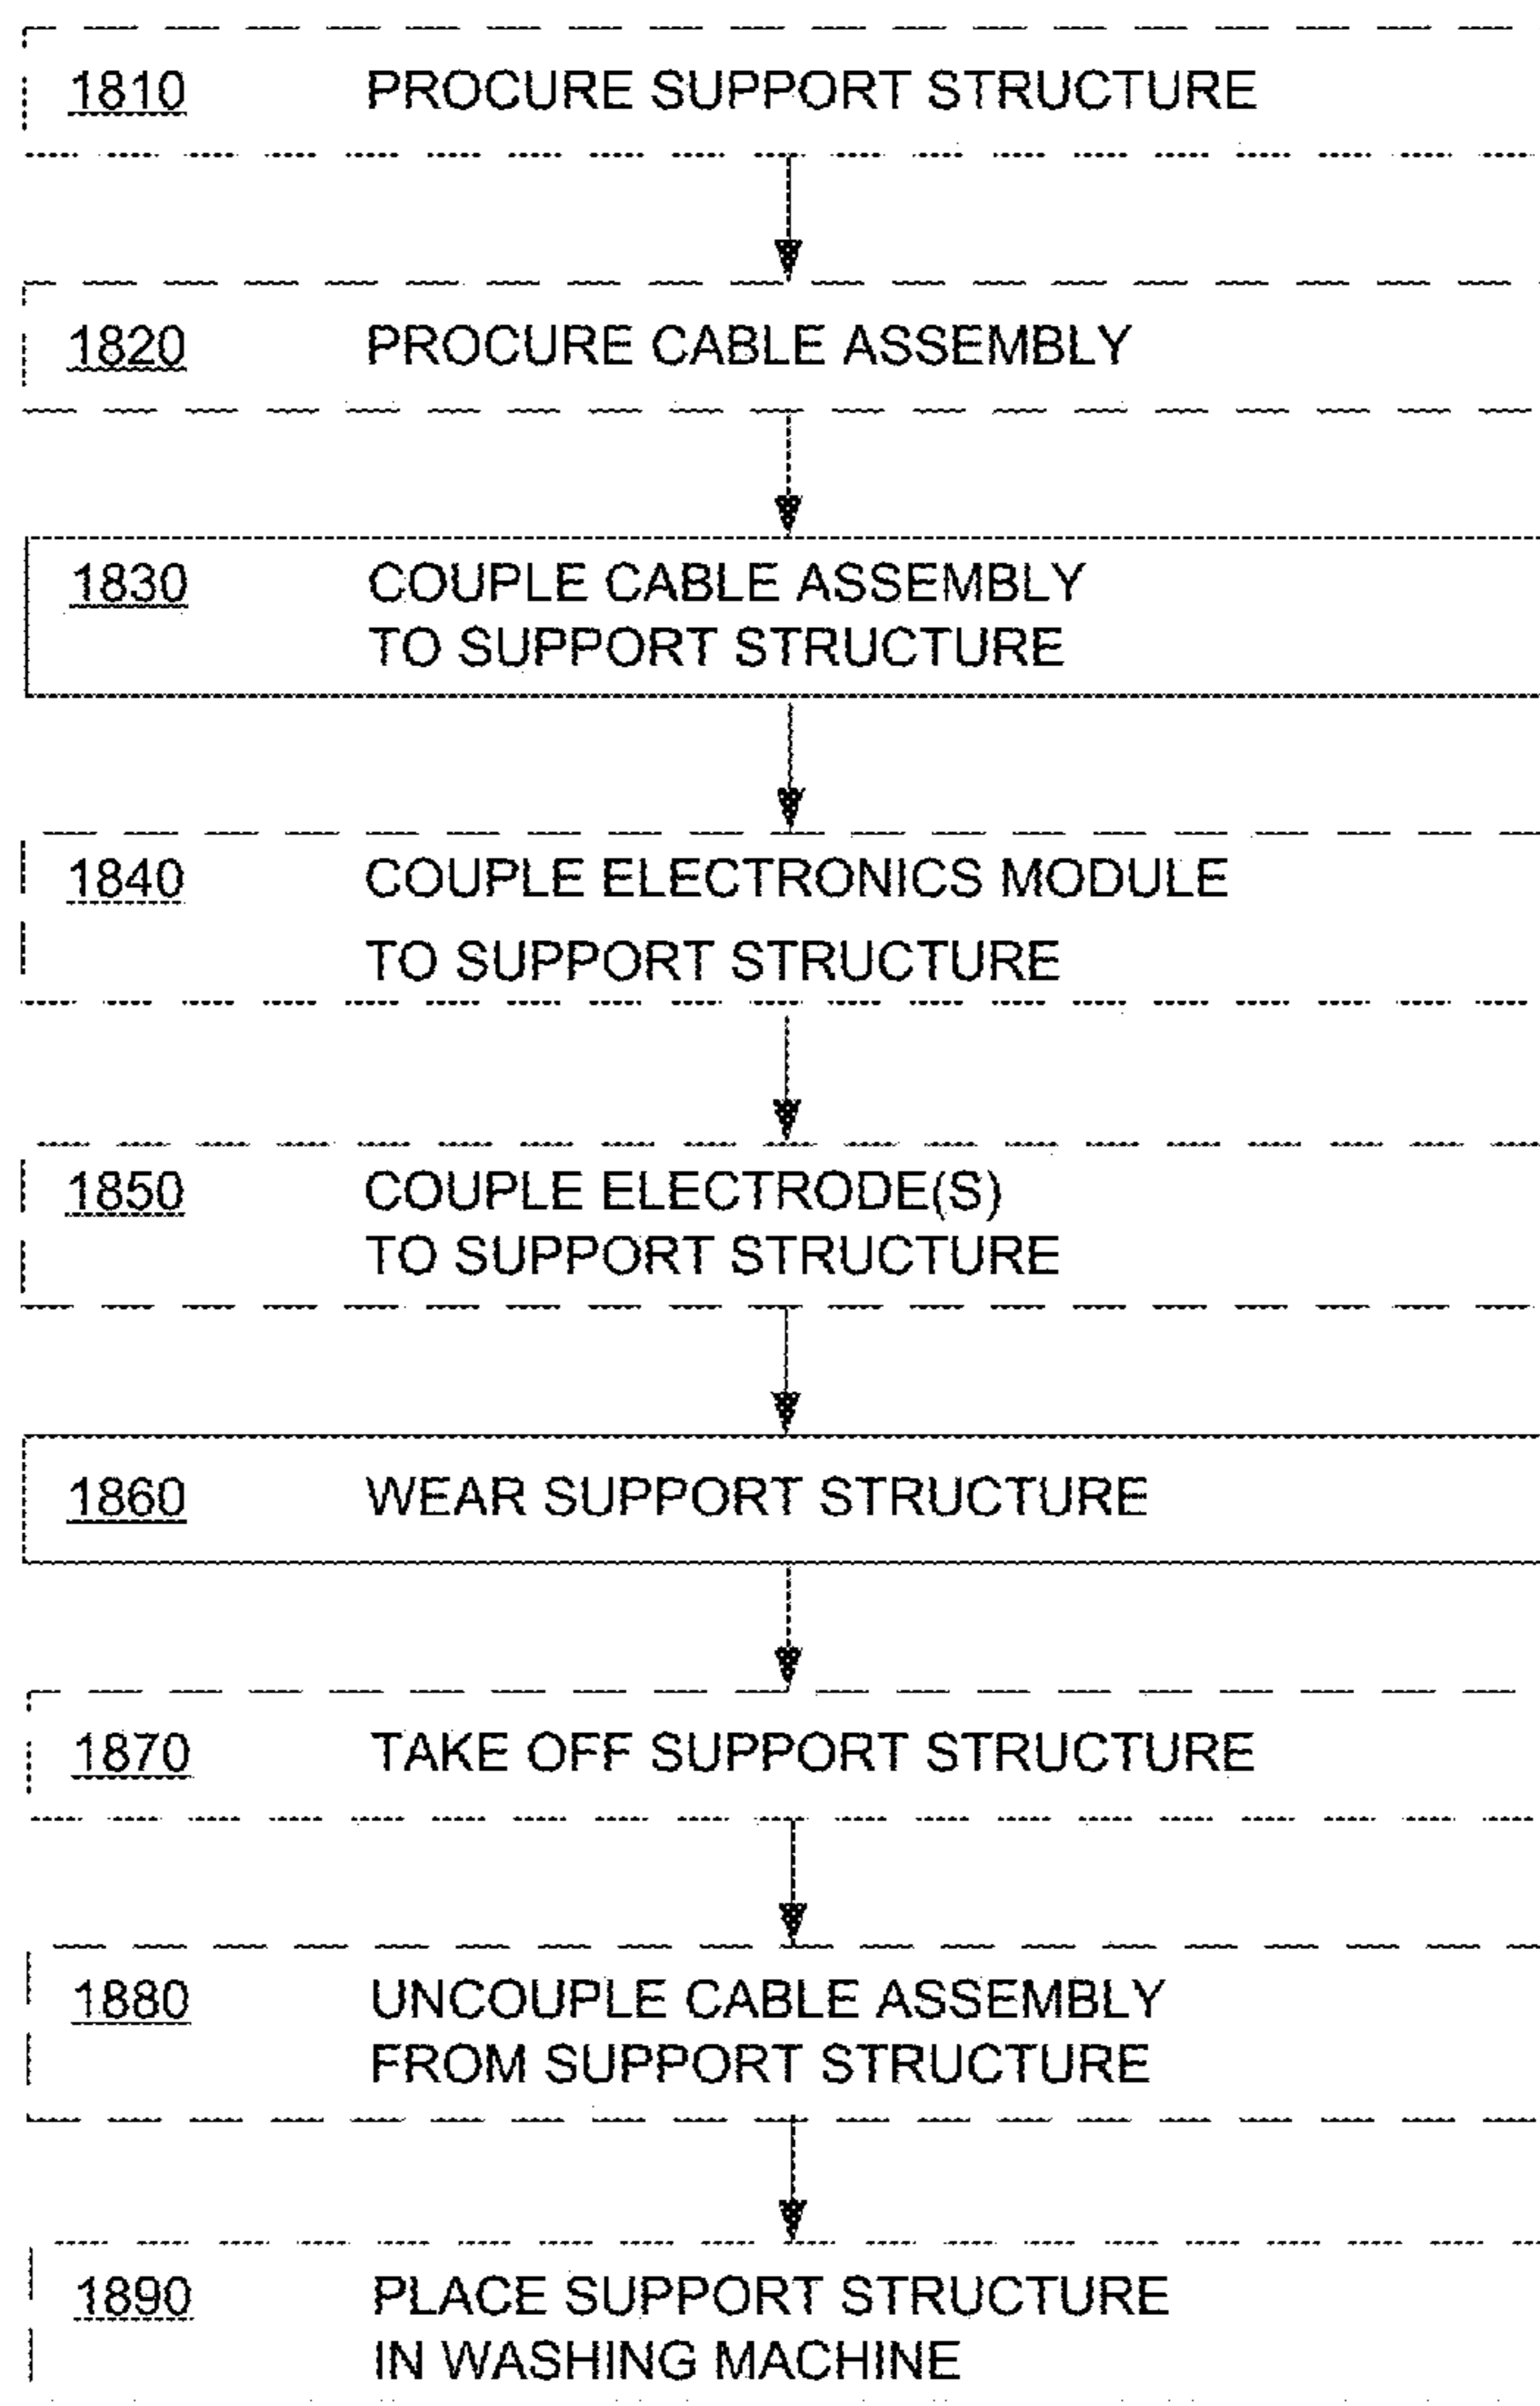 1810 PROCURE SUPPORT STRUCTURE
1820 PROCURE CABLE ASSEMBLY
1830 COUPLE CABLE ASSEMBLY
TO SUPPORT STRUCTURE
1840 COUPLE ELECTRONICS MODULE
TO SUPPORT STRUCTURE
1850 COUPLE ELECTRODE(S)
TO SUPPORT STRUCTURE
1860 WEAR SUPPORT STRUCTURE
1870 TAKE OFF SUPPORT STRUCTURE
1880 UNCOUPLE CABLE ASSEMBLY
FROM SUPPORT STRUCTURE
1890 PLACE SUPPORT STRUCTURE
IN WASHING MACHINE